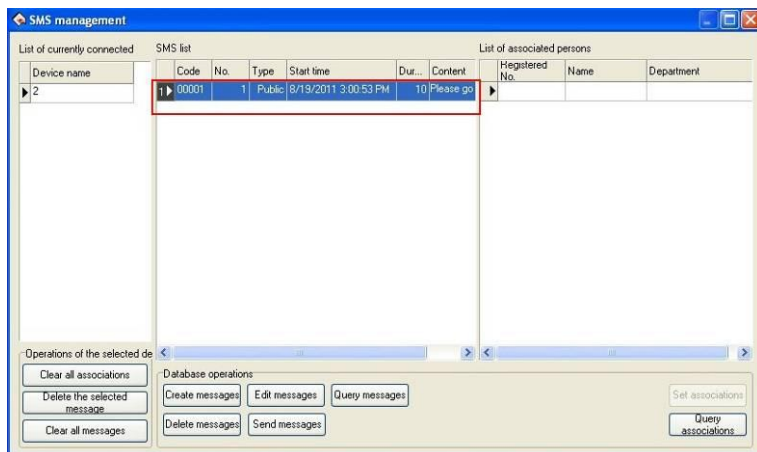 SMS management
List of currently connected
SMS list
List of associated persons
Device name
Code No. Type Start time Dur... Content
Registered No. Name Department
2
1 00001 1 Public 8/19/2011 3:00:53 PM 10 Please go
Operations of the selected de
Clear all associations
Delete the selected
message
Clear all messages
Database operations
Create messages Edit messages Query messages
Delete messages Send messages
Set associations
Query
associations